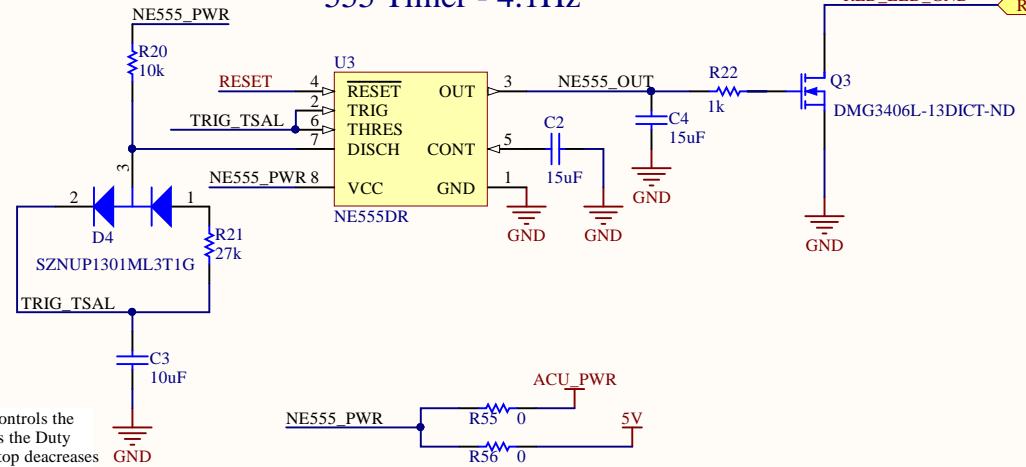 555 Timer - 4.1Hz
NE555_PWR
R20
10k
U3
RESET
4
RESET
2
TRIG
TRIG_TSAL
6
THRES
7
DISCH
NE555_PWR 8
VCC
OUT
3
NE555_OUT
CONT
5
GND
1
NE555DR
GND
C2
15uF
GND
C4
15uF
GND
R22
1k
Q3
DMG3406L-13DICT-ND
GND
R
3
2
1
D4
R21
27k
SZNUP1301ML3T1G
TRIG_TSAL
C3
10uF
GND
ontrols the
s the Duty
top deacreases
NE555_PWR
ACU_PWR
R55 0
5V
R56 0